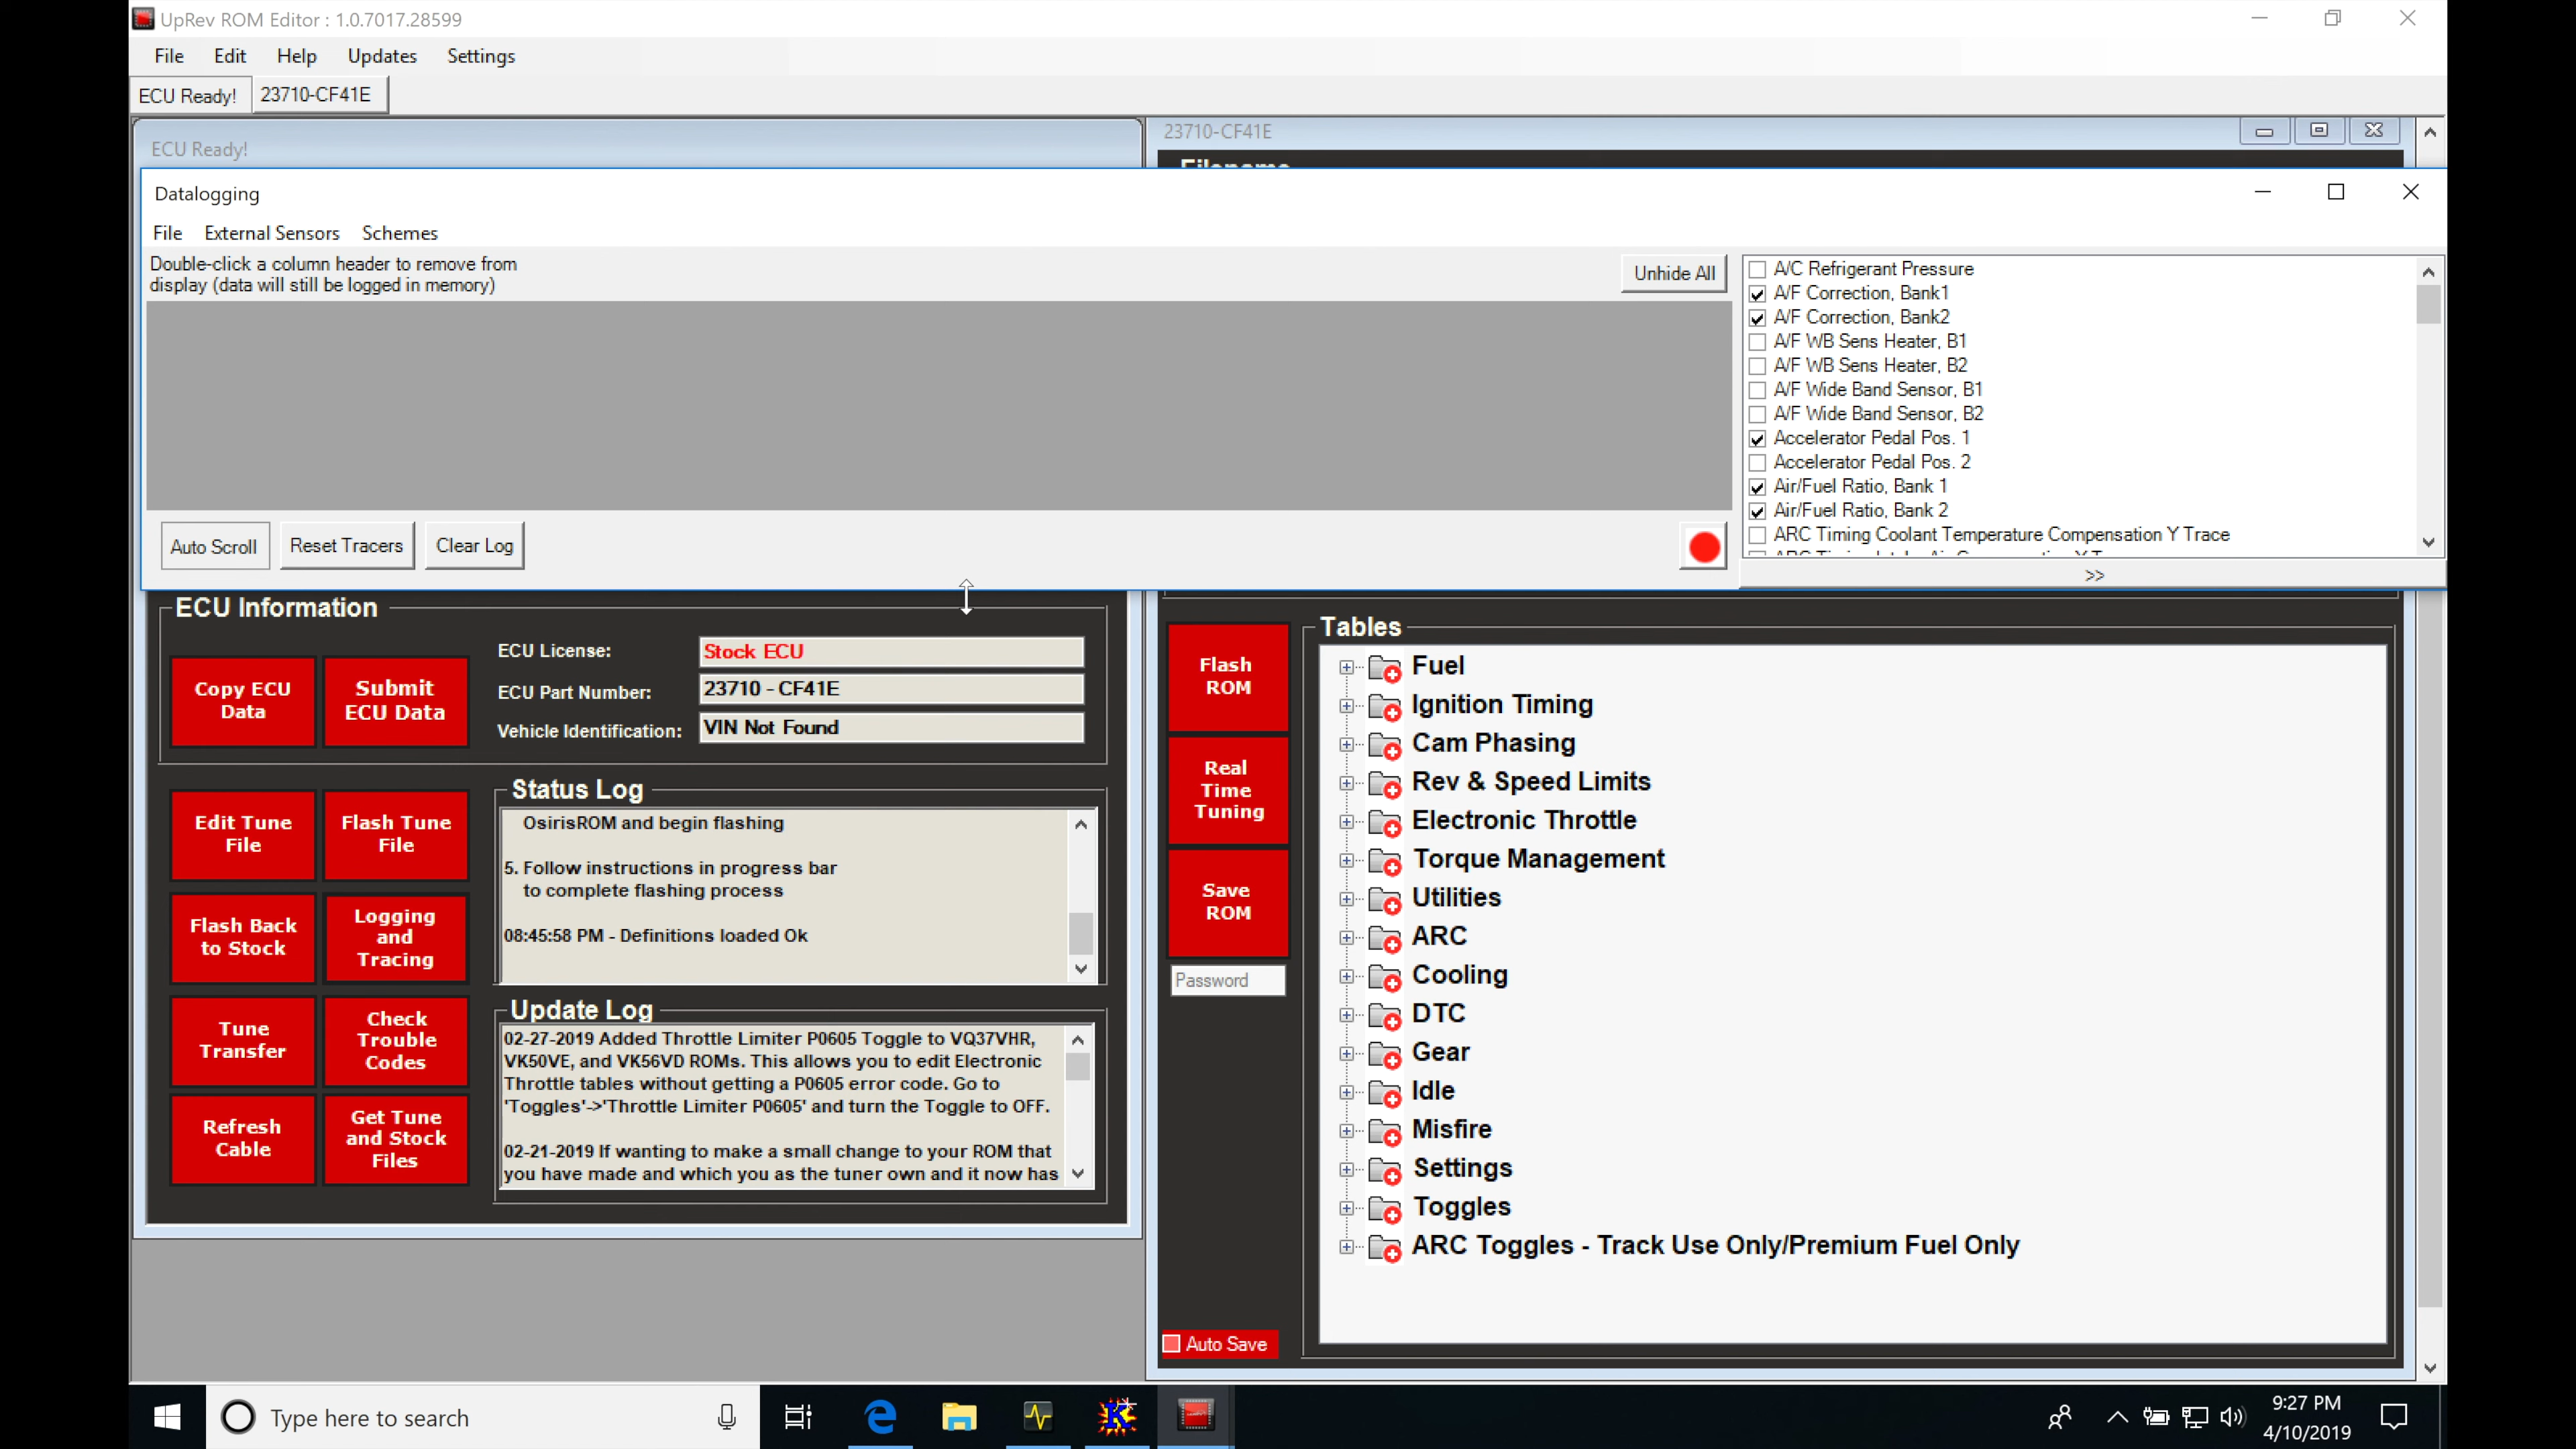 UpRev ROM Editor : 1.0.7017.28599
File Edit Help Updates Settings
ECU Ready! 23710-CF41E
ECU Ready!
23710-CF41E
Filename
Datalogging
File External Sensors Schemes
Double-click a column header to remove from
display (data will still be logged in memory)
Unhide All
A/C Refrigerant Pressure
A/F Correction, Bank1
A/F Correction, Bank2
A/F WB Sens Heater, B1
A/F WB Sens Heater, B2
A/F Wide Band Sensor, B1
A/F Wide Band Sensor, B2
Accelerator Pedal Pos. 1
Accelerator Pedal Pos. 2
Air/Fuel Ratio, Bank 1
Air/Fuel Ratio, Bank 2
ARC Timing Coolant Temperature Compensation Y Trace
>>
Auto Scroll Reset Tracers Clear Log
ECU Information
Copy ECU
Data
Submit
ECU Data
ECU License: Stock ECU
ECU Part Number: 23710 - CF41E
Vehicle Identification: VIN Not Found
Edit Tune
File
Flash Tune
File
Flash Back
to Stock
Logging
and
Tracing
Tune
Transfer
Check
Trouble
Codes
Refresh
Cable
Get Tune
and Stock
Files
Status Log
OsirisROM and begin flashing
5. Follow instructions in progress bar
to complete flashing process
08:45:58 PM - Definitions loaded Ok
Update Log
02-27-2019 Added Throttle Limiter P0605 Toggle to VQ37VHR,
VK50VE, and VK56VD ROMs. This allows you to edit Electronic
Throttle tables without getting a P0605 error code. Go to
'Toggles'->'Throttle Limiter P0605' and turn the Toggle to OFF.
02-21-2019 If wanting to make a small change to your ROM that
you have made and which you as the tuner own and it now has
Flash
ROM
Real
Time
Tuning
Save
ROM
Password
Auto Save
Tables
Fuel
Ignition Timing
Cam Phasing
Rev & Speed Limits
Electronic Throttle
Torque Management
Utilities
ARC
Cooling
DTC
Gear
Idle
Misfire
Settings
Toggles
ARC Toggles - Track Use Only/Premium Fuel Only
Type here to search
9:27 PM
4/10/2019